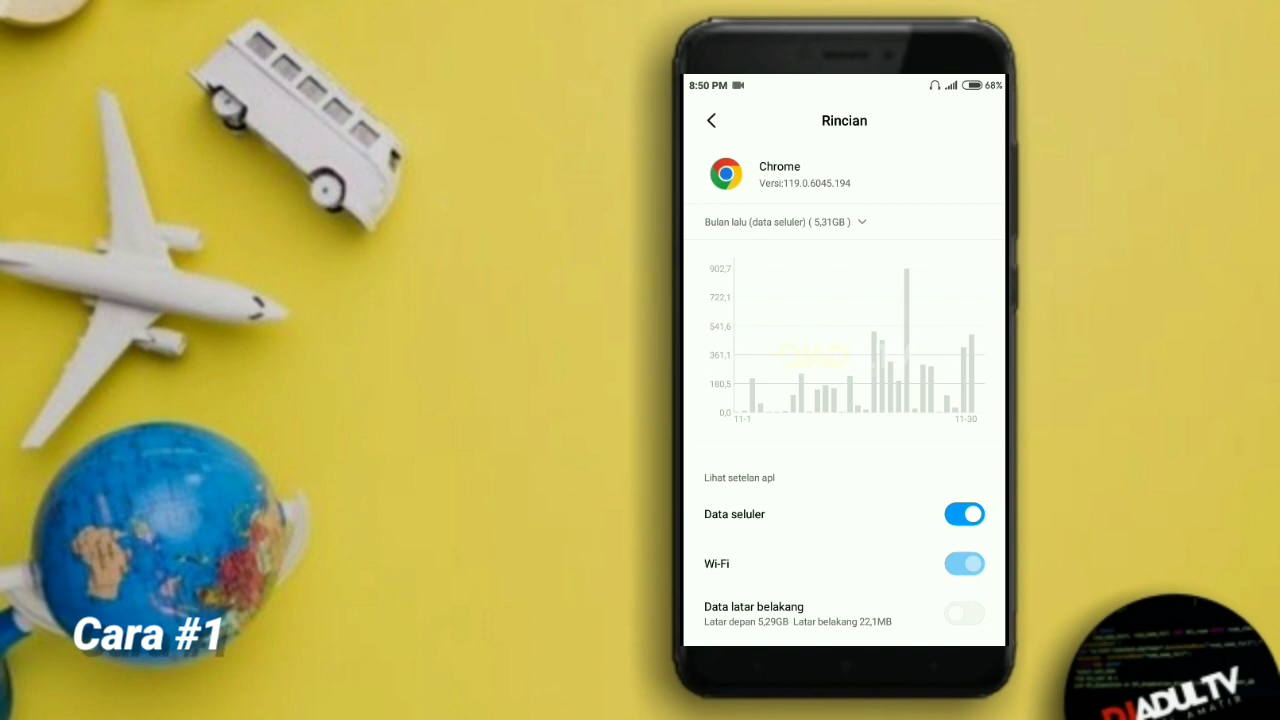 8:50 PM
68%
Rincian
Chrome
Versi:119.0.6045.194
Bulan lalu (data seluler) ( 5,31GB )
902,7
722,1
541,6
361,1
180,5
0,0
11-1
11-30
Lihat setelan apl
Data seluler
Wi-Fi
Data latar belakang
Latar depan 5,29GB Latar belakang 22,1MB
Cara #1
DJADUL TV
AMATIR